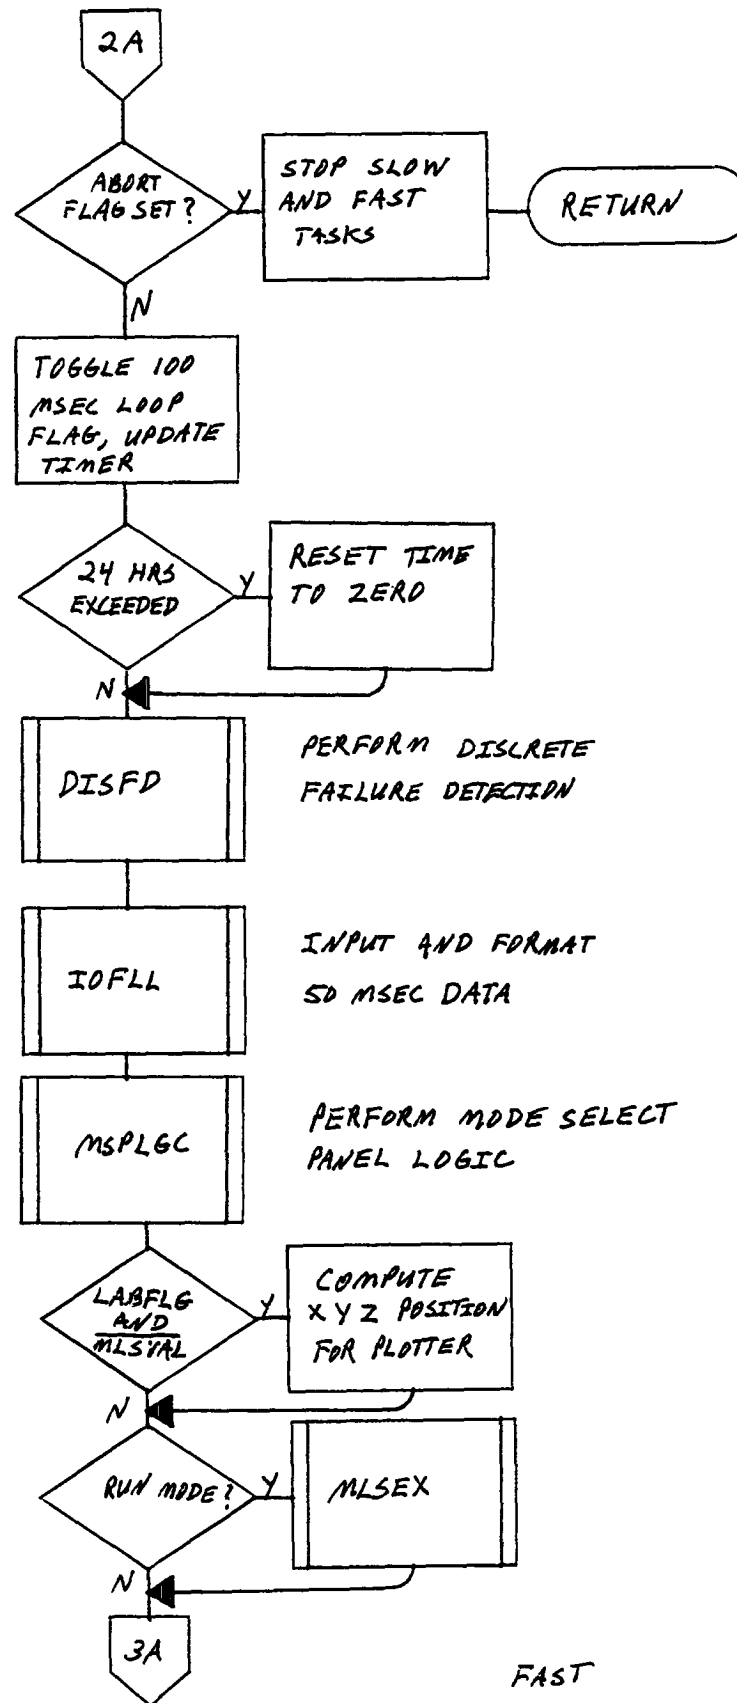 2A
ABORT
FLAG SET?
Y
STOP SLOW
AND FAST
TASKS
RETURN
N
TOGGLE 100
MSEC LOOP
FLAG, UPDATE
TIMER
24 HRS
EXCEEDED
Y
RESET TIME
TO ZERO
N
DISFD
PERFORM DISCRETE
FAILURE DETECTION
IOFLL
INPUT AND FORMAT
50 MSEC DATA
MSPLGC
PERFORM MODE SELECT
PANEL LOGIC
LABFLG
AND
MLSVAL
Y
COMPUTE
X Y Z POSITION
FOR PLOTTER
N
RUN MODE?
Y
MLSEX
N
3A
FAST